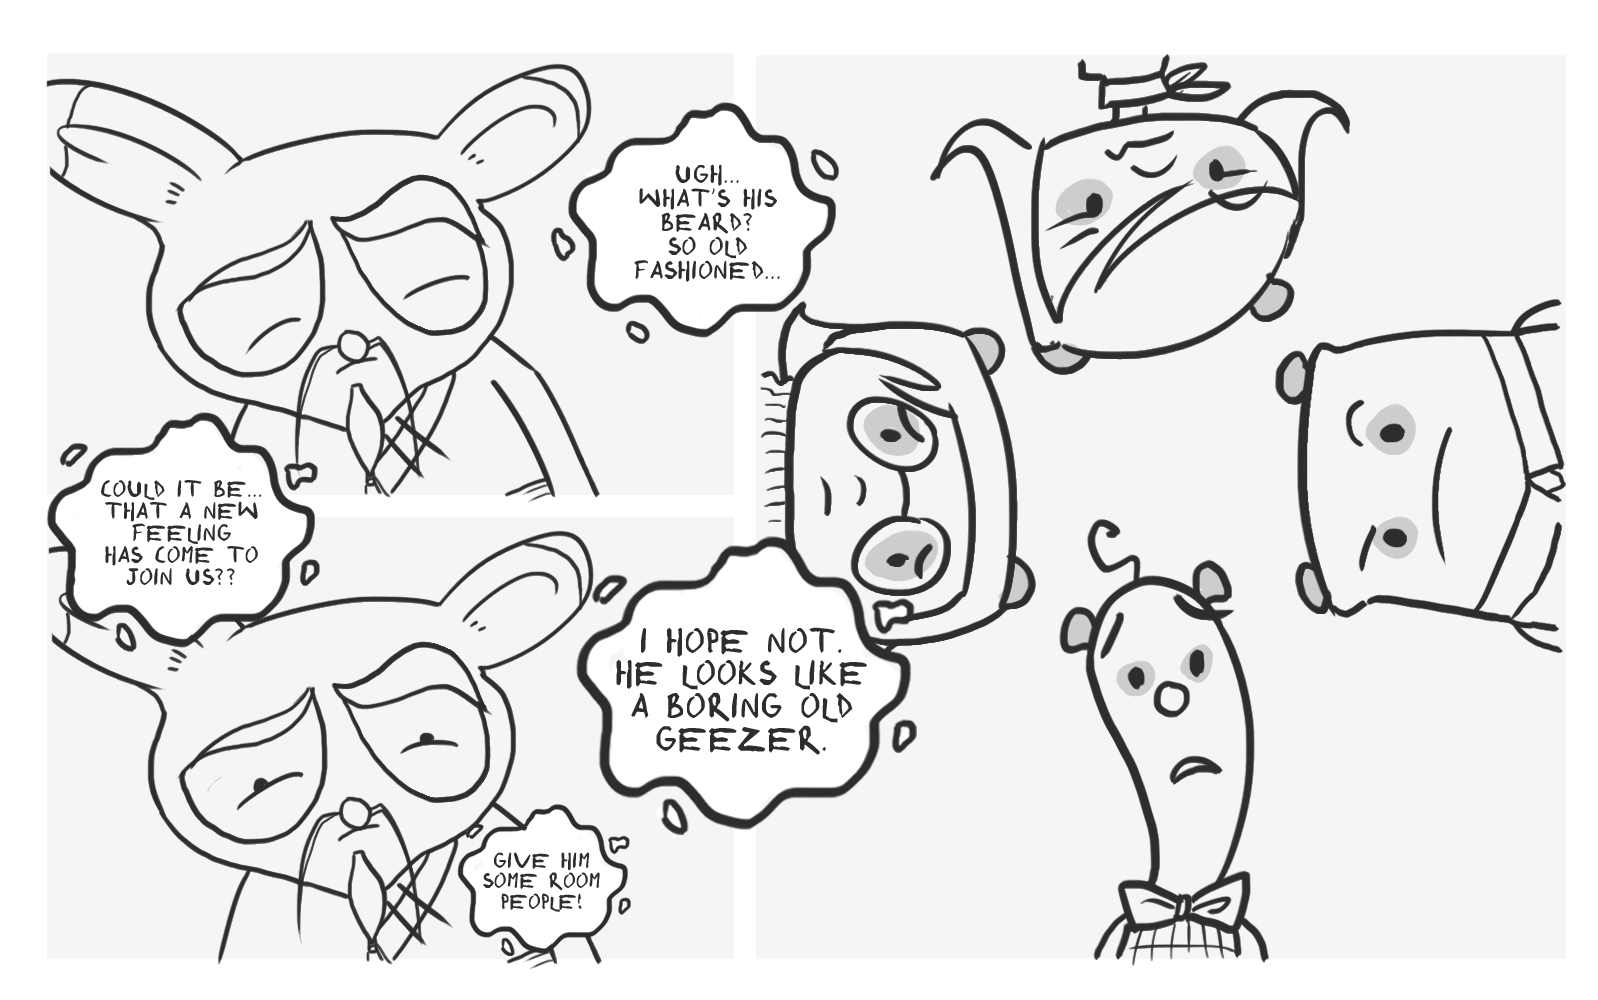 UGH...
WHAT'S HIS
BEARD?
SO OLD
FASHIONED...
COULD IT BE...
THAT A NEW
FEELING
HAS COME TO
JOIN US??
I HOPE NOT.
HE LOOKS LIKE
A BORING OLD
GEEZER.
GIVE HIM
SOME ROOM
PEOPLE!